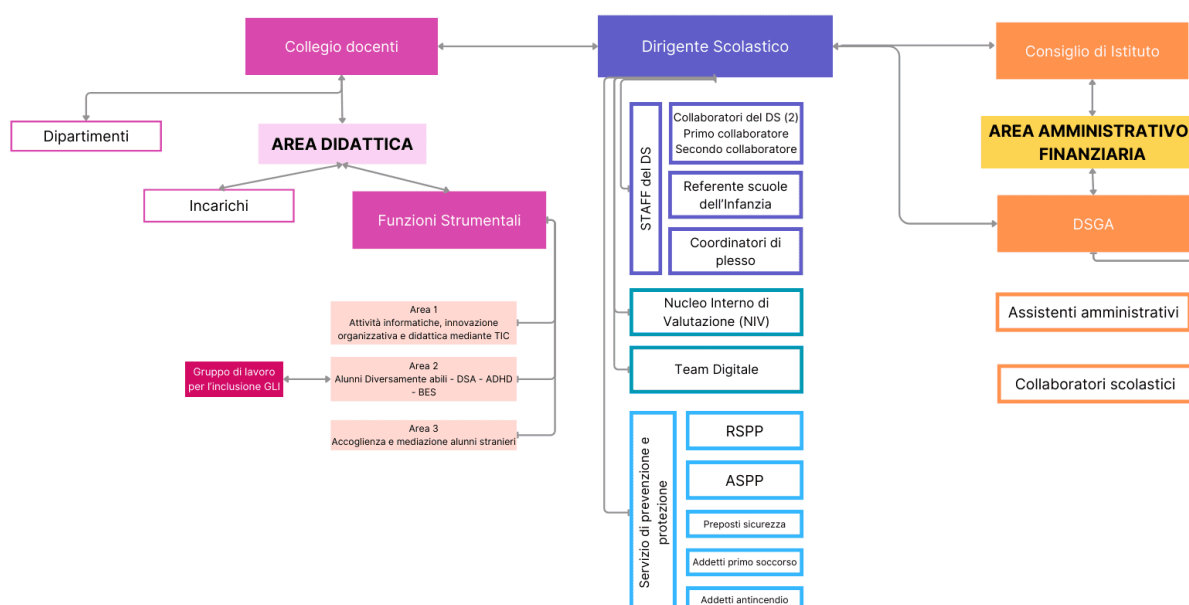 Collegio docenti
Dirigente Scolastico
Consiglio di Istituto
Dipartimenti
AREA DIDATTICA
Incarichi
Funzioni Strumentali
Area 1
Attività informatiche, innovazione
organizzativa e didattica mediante TIC
Gruppo di lavoro
per l'inclusione GLI
Area 2
Alunni Diversamente abili - DSA - ADHD
- BES
Area 3
Accoglienza e mediazione alunni stranieri
STAFF del DS
Collaboratori del DS (2)
Primo collaboratore
Secondo collaboratore
Referente scuole
dell'Infanzia
Coordinatori di
plesso
Nucleo Interno di
Valutazione (NIV)
Team Digitale
Servizio di prevenzione e
protezione
RSPP
ASPP
Preposti sicurezza
Addetti primo soccorso
Addetti antincendio
AREA AMMINISTRATIVO
FINANZIARIA
DSGA
Assistenti amministrativi
Collaboratori scolastici